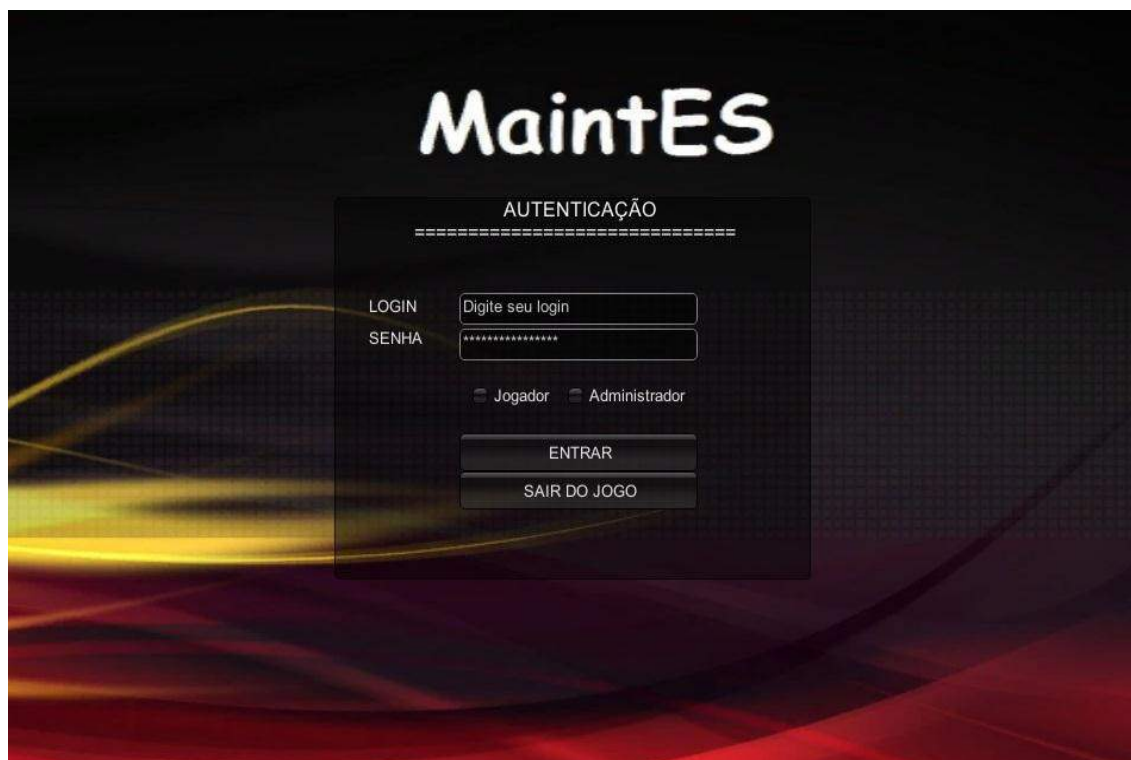 MaintES
AUTENTICAÇÃO
==============================
LOGIN Digite seu login
SENHA ****************
Jogador Administrador
ENTRAR
SAIR DO JOGO